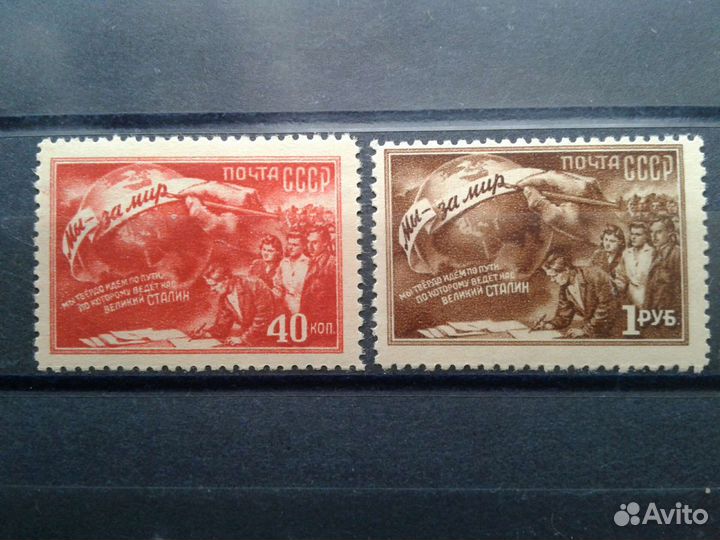 ПОЧТА СССР
Мы-
за мир
МЫ ТВЁРДО ИДЁМ ПО ПУТИ,
ПО КОТОРОМУ ВЕДЁТ НАС
ВЕЛИКИЙ СТАЛИН
40 КОП.
ПОЧТА СССР
Мы-
за мир
МЫ ТВЁРДО ИДЁМ ПО ПУТИ,
ПО КОТОРОМУ ВЕДЁТ НАС
ВЕЛИКИЙ СТАЛИН
1 РУБ.
Avito